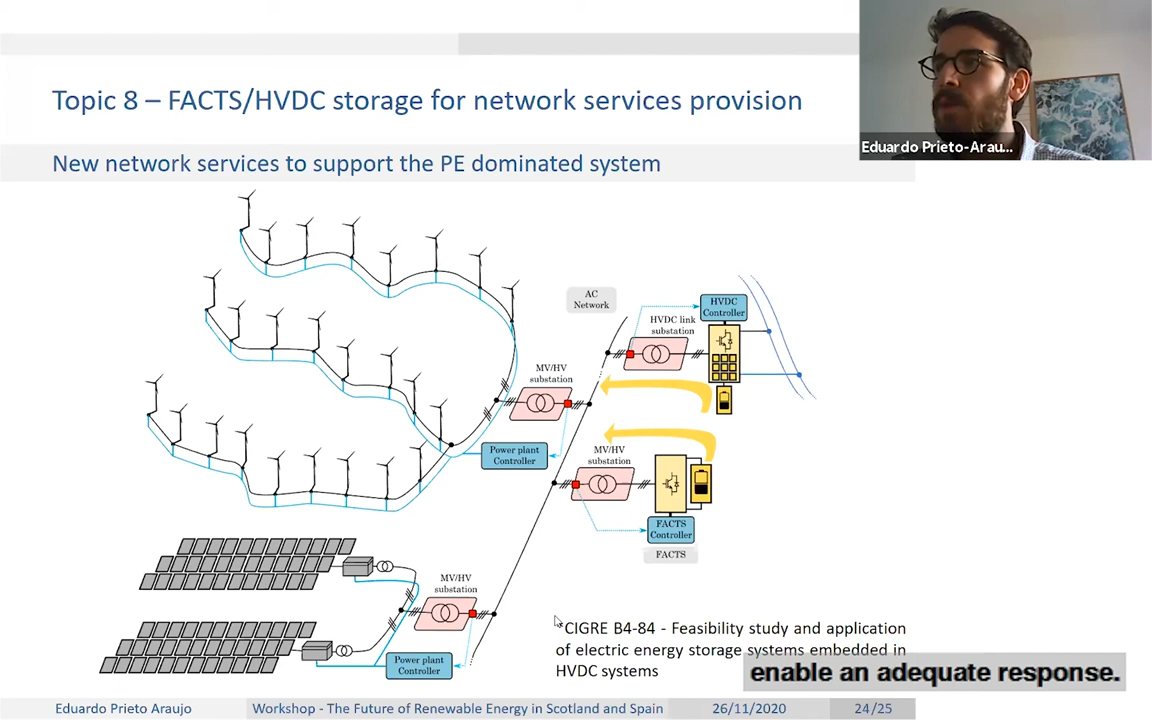 Topic 8 – FACTS/HVDC storage for network services provision
Eduardo Prieto-Arau...
New network services to support the PE dominated system
AC
Network
HVDC
Controller
HVDC link
substation
MV/HV
substation
Power plant
Controller
MV/HV
substation
FACTS
Controller
FACTS
MV/HV
substation
Power plant
Controller
CIGRE B4-84 - Feasibility study and application
of electric energy storage systems embedded in
HVDC systems
enable an adequate response.
Eduardo Prieto Araujo
Workshop - The Future of Renewable Energy in Scotland and Spain
26/11/2020
24/25